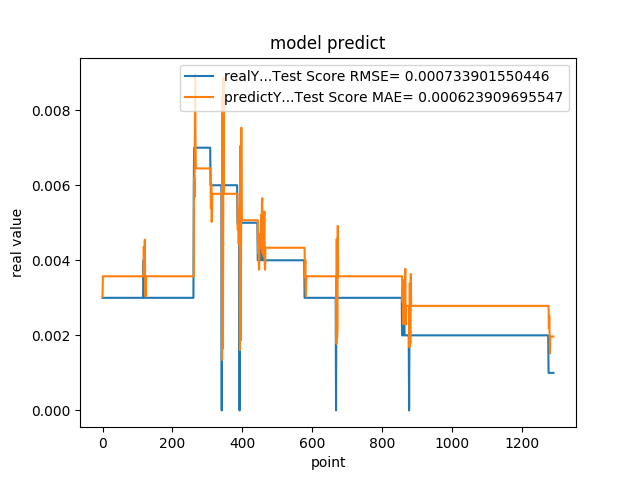 model predict
realY...Test Score RMSE= 0.000733901550446
predictY...Test Score MAE= 0.000623909695547
0.008
0.006
0.004
0.002
0.000
real value
0 200 400 600 800 1000 1200
point